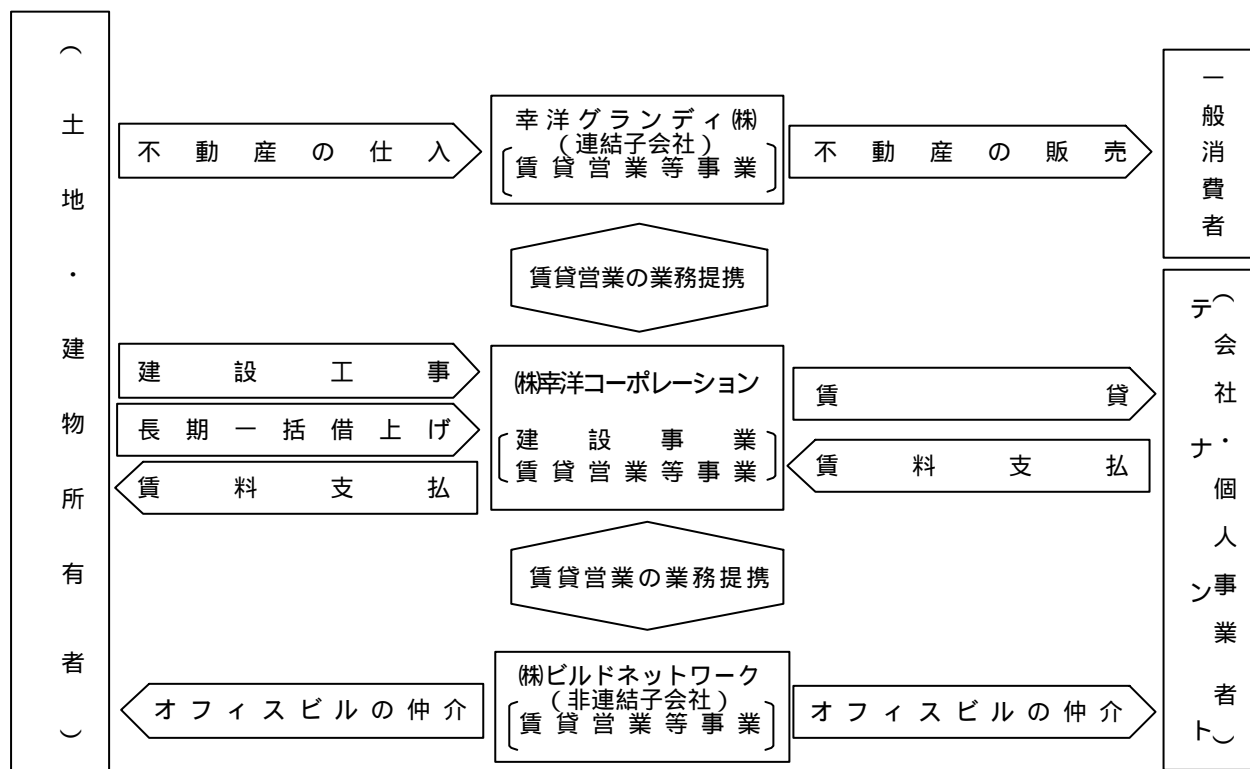 （土地・建物所有者）
不動産の仕入
幸洋グランディ㈱
（連結子会社）
賃貸営業等事業
不動産の販売
一般消費者
賃貸営業の業務提携
建設工事
長期一括借上げ
賃料支払
㈱幸洋コーポレーション
建設事業
賃貸営業等事業
賃貸
賃料支払
テナント
（会社・個人事業者）
賃貸営業の業務提携
オフィスビルの仲介
㈱ビルドネットワーク
（非連結子会社）
賃貸営業等事業
オフィスビルの仲介